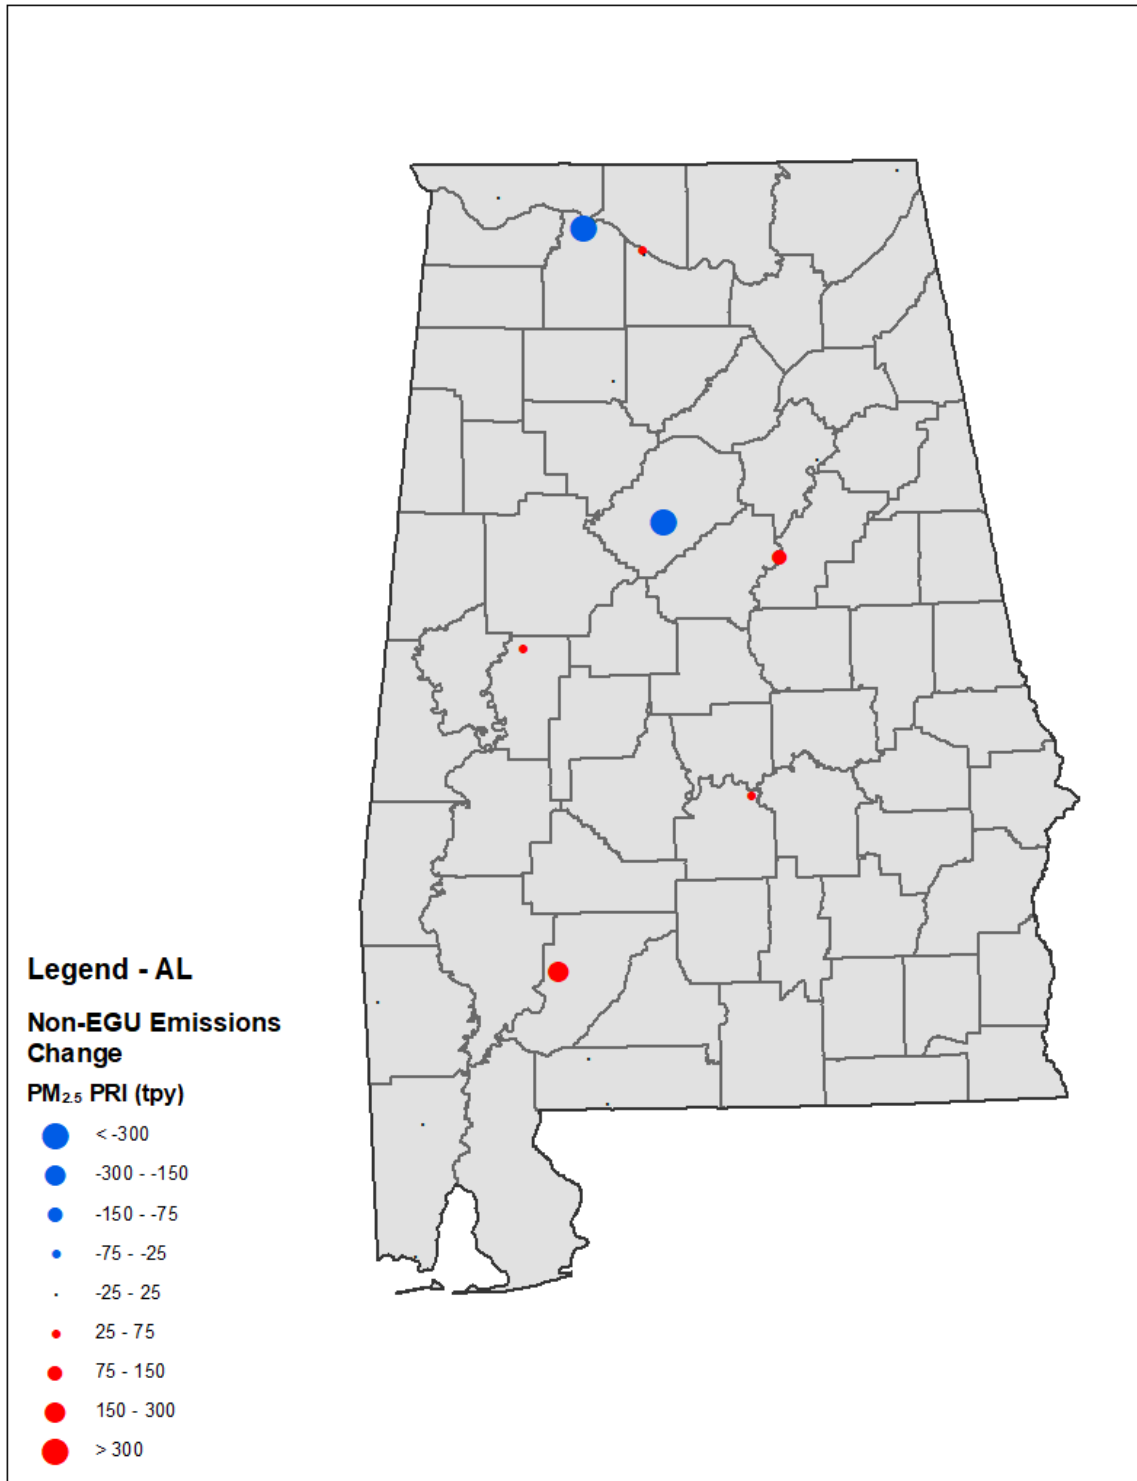 Legend - AL
Non-EGU Emissions
Change
PM₂.₅ PRI (tpy)
< -300
-300 - -150
-150 - -75
-75 - -25
-25 - 25
25 - 75
75 - 150
150 - 300
> 300